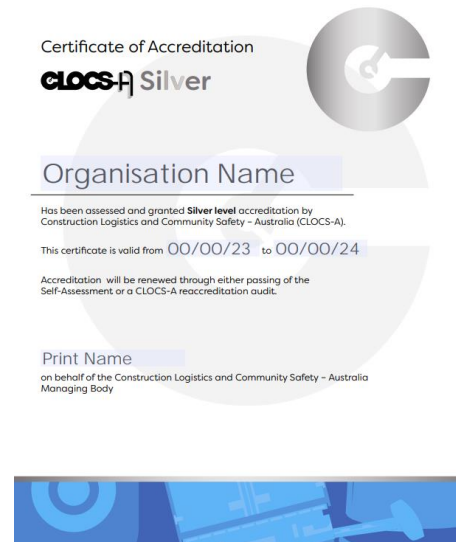 Certificate of Accreditation
CLOCS-A Silver
Organisation Name
Has been assessed and granted Silver level accreditation by
Construction Logistics and Community Safety – Australia (CLOCS-A).
This certificate is valid from 00/00/23 to 00/00/24
Accreditation will be renewed through either passing of the
Self-Assessment or a CLOCS-A reaccreditation audit.
Print Name
on behalf of the Construction Logistics and Community Safety – Australia
Managing Body